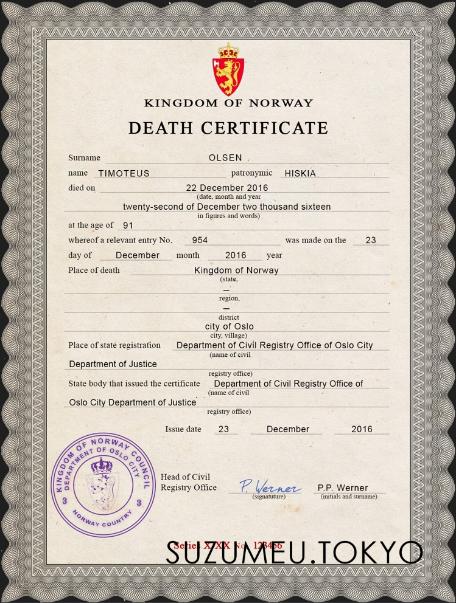 KINGDOM OF NORWAY
DEATH CERTIFICATE
Surname OLSEN .
name TIMOTEUS patronymic HISKIA
died on 22 December 2016
(date, month and year
twenty-second of December two thousand sixteen
in figures and words)
at the age of 91
whereof a relevant entry No. 954 was made on the 23
day of December month 2016 year
Place of death Kingdom of Norway
(state,
—
region,
—
district
city of Oslo
city, village)
Place of state registration Department of Civil Registry Office of Oslo City
(name of civil
Department of Justice
registry office)
State body that issued the certificate Department of Civil Registry Office of
(name of civil
Oslo City Department of Justice
registry office)
Issue date 23 December 2016
KINGDOM OF NORWAY COUNCIL
DEPARTMENT OF OSLO CITY
3 3
NORWAY COUNTRY
Head of Civil
Registry Office P. Werner P.P. Werner
(signature) (initials and surname)
SUZUMEU.TOKYO